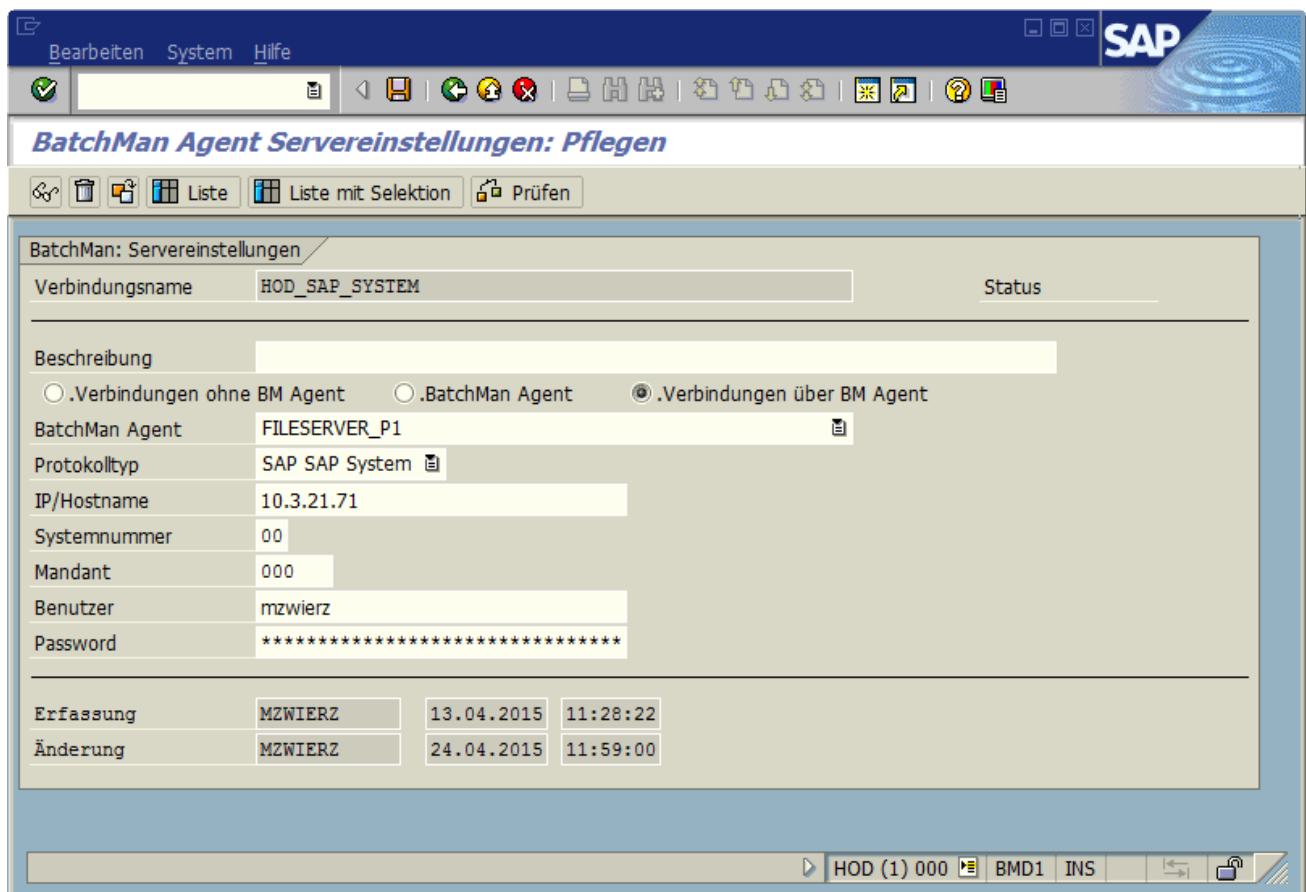 Bearbeiten System Hilfe
SAP
BatchMan Agent Servereinstellungen: Pflegen
Liste Liste mit Selektion Prüfen
BatchMan: Servereinstellungen
Verbindungsname HOD_SAP_SYSTEM Status
Beschreibung
.Verbindungen ohne BM Agent .BatchMan Agent .Verbindungen über BM Agent
BatchMan Agent FILESERVER_P1
Protokolltyp SAP SAP System
IP/Hostname 10.3.21.71
Systemnummer 00
Mandant 000
Benutzer mzwierz
Password ********************************
Erfassung MZWIERZ 13.04.2015 11:28:22
Änderung MZWIERZ 24.04.2015 11:59:00
HOD (1) 000 BMD1 INS